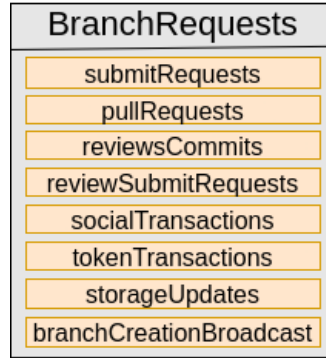 BranchRequests
submitRequests
pullRequests
reviewsCommits
reviewSubmitRequests
socialTransactions
tokenTransactions
storageUpdates
branchCreationBroadcast